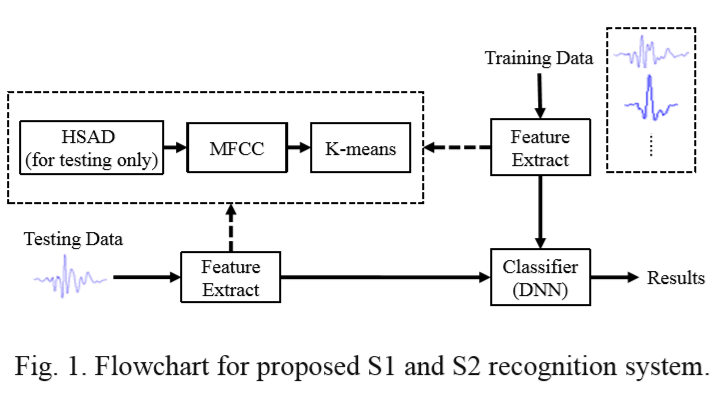 Training Data
HSAD
(for testing only)
MFCC
K-means
Feature
Extract
Testing Data
Feature
Extract
Classifier
(DNN)
Results
Fig. 1. Flowchart for proposed S1 and S2 recognition system.